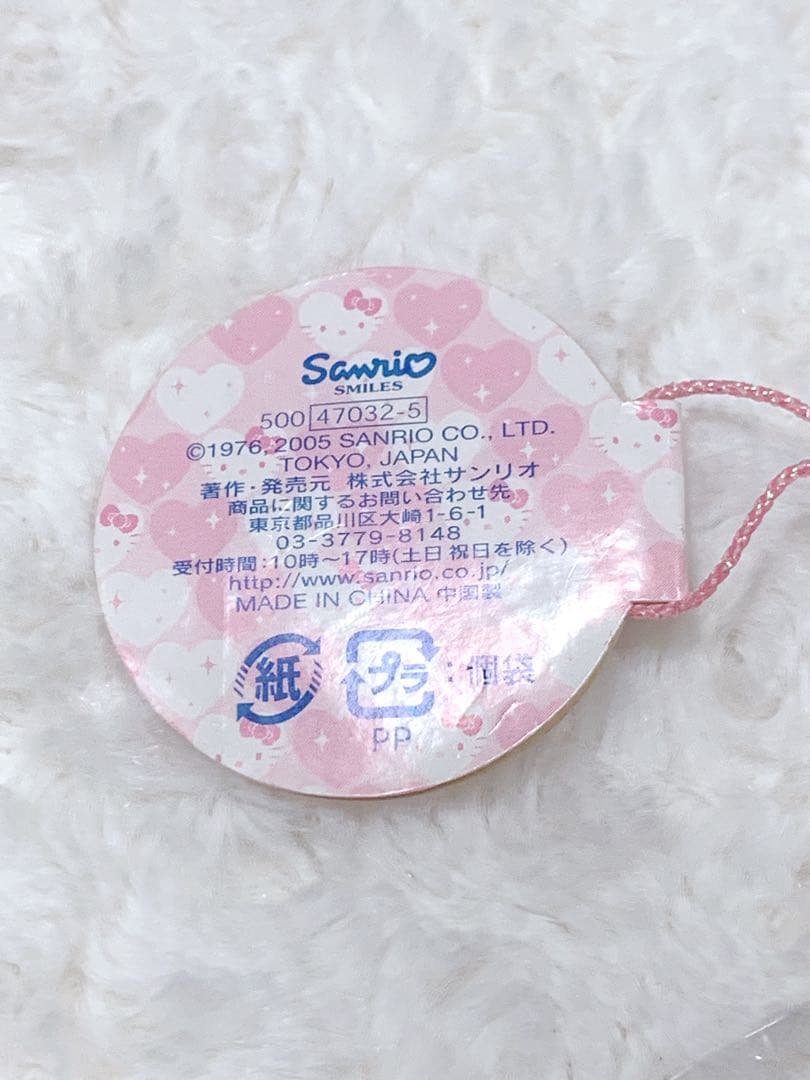 Sanrio
SMILES
500 47032-5
©1976, 2005 SANRIO CO., LTD.
TOKYO, JAPAN
著作・発売元 株式会社サンリオ
商品に関するお問い合わせ先
東京都品川区大崎1-6-1
03-3779-8148
受付時間：10時〜17時(土日 祝日を除く)
http://www.sanrio.co.jp/
MADE IN CHINA 中国製
紙 プラ：個袋
PP